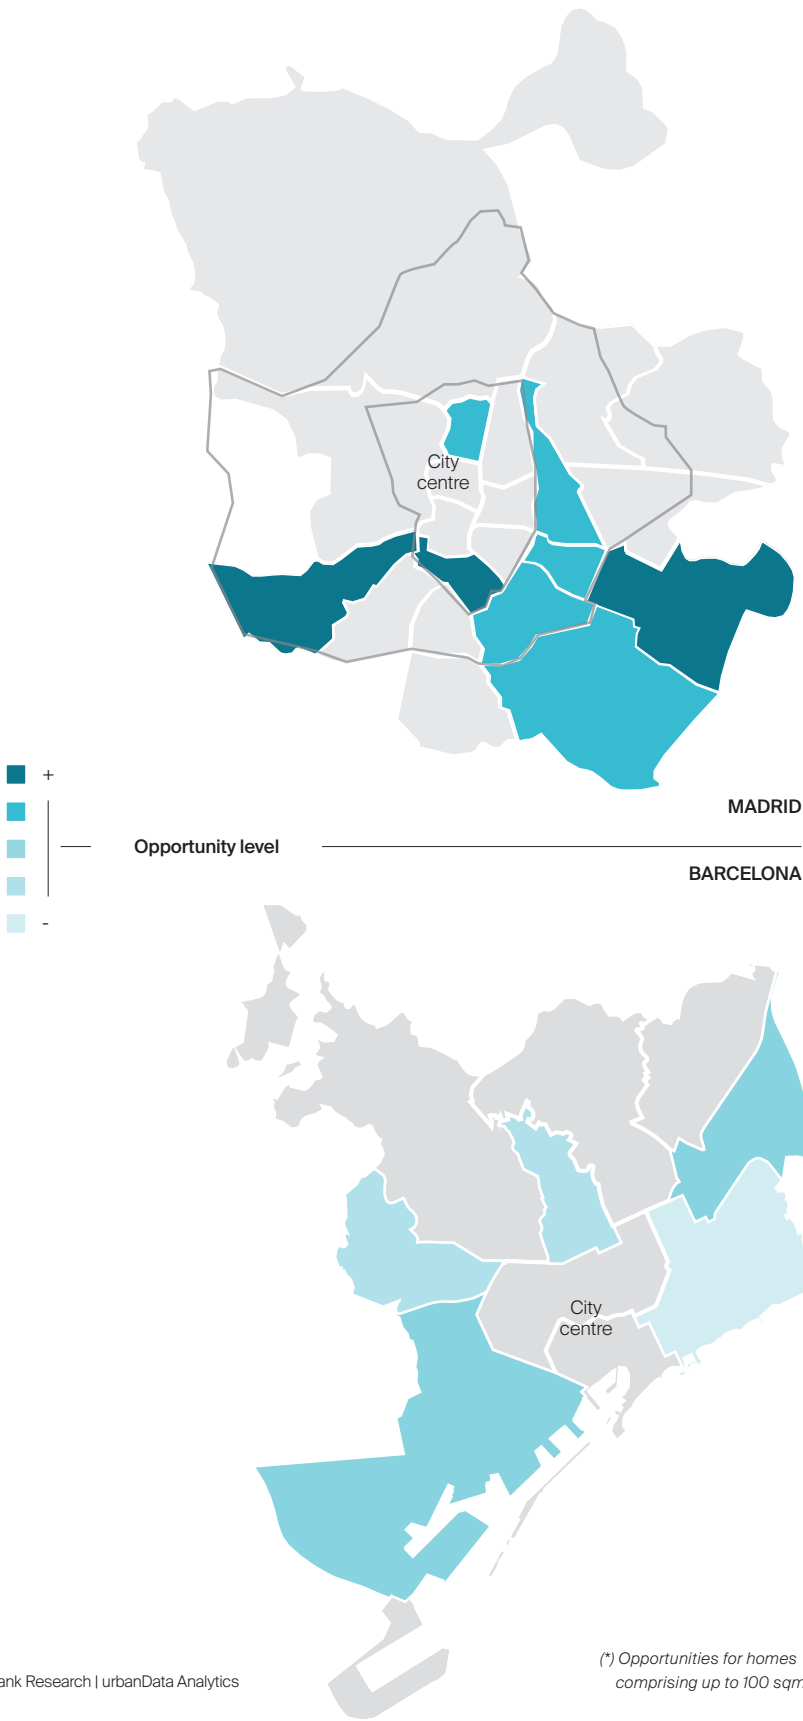 City
centre
+
MADRID
Opportunity level
BARCELONA
-
City
centre
(*) Opportunities for homes
comprising up to 100 sqm
Research | urbanData Analytics